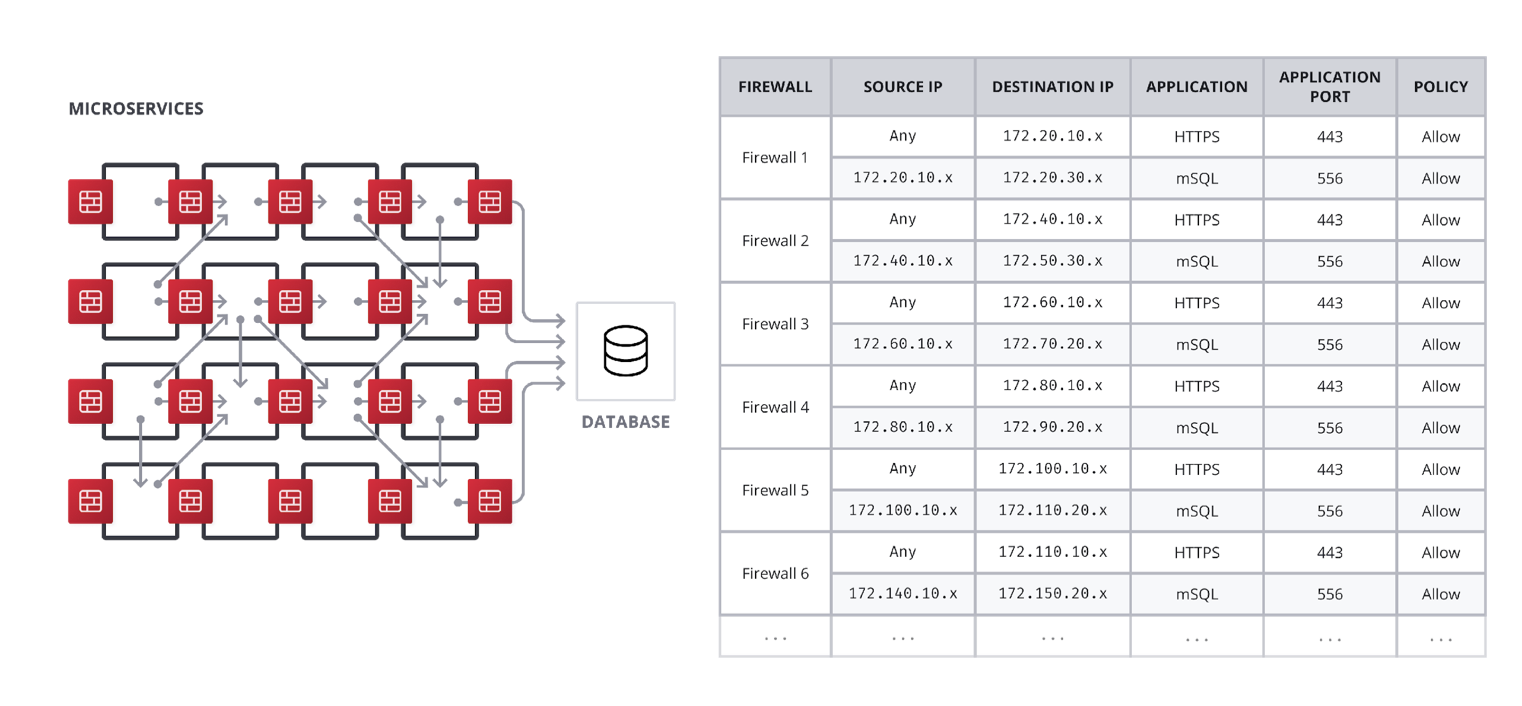 MICROSERVICES
DATABASE
FIREWALL SOURCE IP DESTINATION IP APPLICATION APPLICATION PORT POLICY
Firewall 1
Any 172.20.10.x HTTPS 443 Allow
172.20.10.x 172.20.30.x mSQL 556 Allow
Firewall 2
Any 172.40.10.x HTTPS 443 Allow
172.40.10.x 172.50.30.x mSQL 556 Allow
Firewall 3
Any 172.60.10.x HTTPS 443 Allow
172.60.10.x 172.70.20.x mSQL 556 Allow
Firewall 4
Any 172.80.10.x HTTPS 443 Allow
172.80.10.x 172.90.20.x mSQL 556 Allow
Firewall 5
Any 172.100.10.x HTTPS 443 Allow
172.100.10.x 172.110.20.x mSQL 556 Allow
Firewall 6
Any 172.110.10.x HTTPS 443 Allow
172.140.10.x 172.150.20.x mSQL 556 Allow
... ... ... ... ... ...